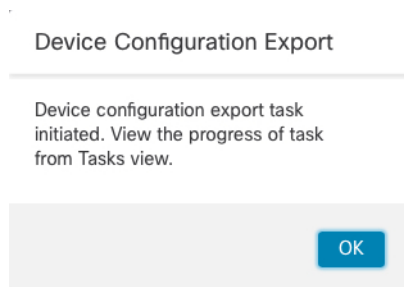 Device Configuration Export
Device configuration export task
initiated. View the progress of task
from Tasks view.
OK